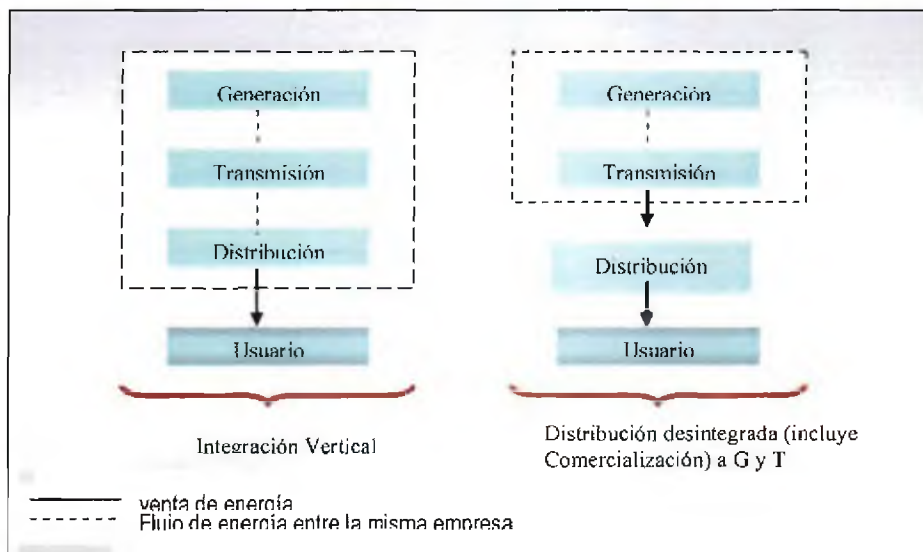 Generación
Transmisión
Distribución
Usuario
Integración Vertical
Generación
Transmisión
Distribución
Usuario
Distribución desintegrada (incluye
Comercialización) a G y T
venta de energía
Flujo de energía entre la misma empresa